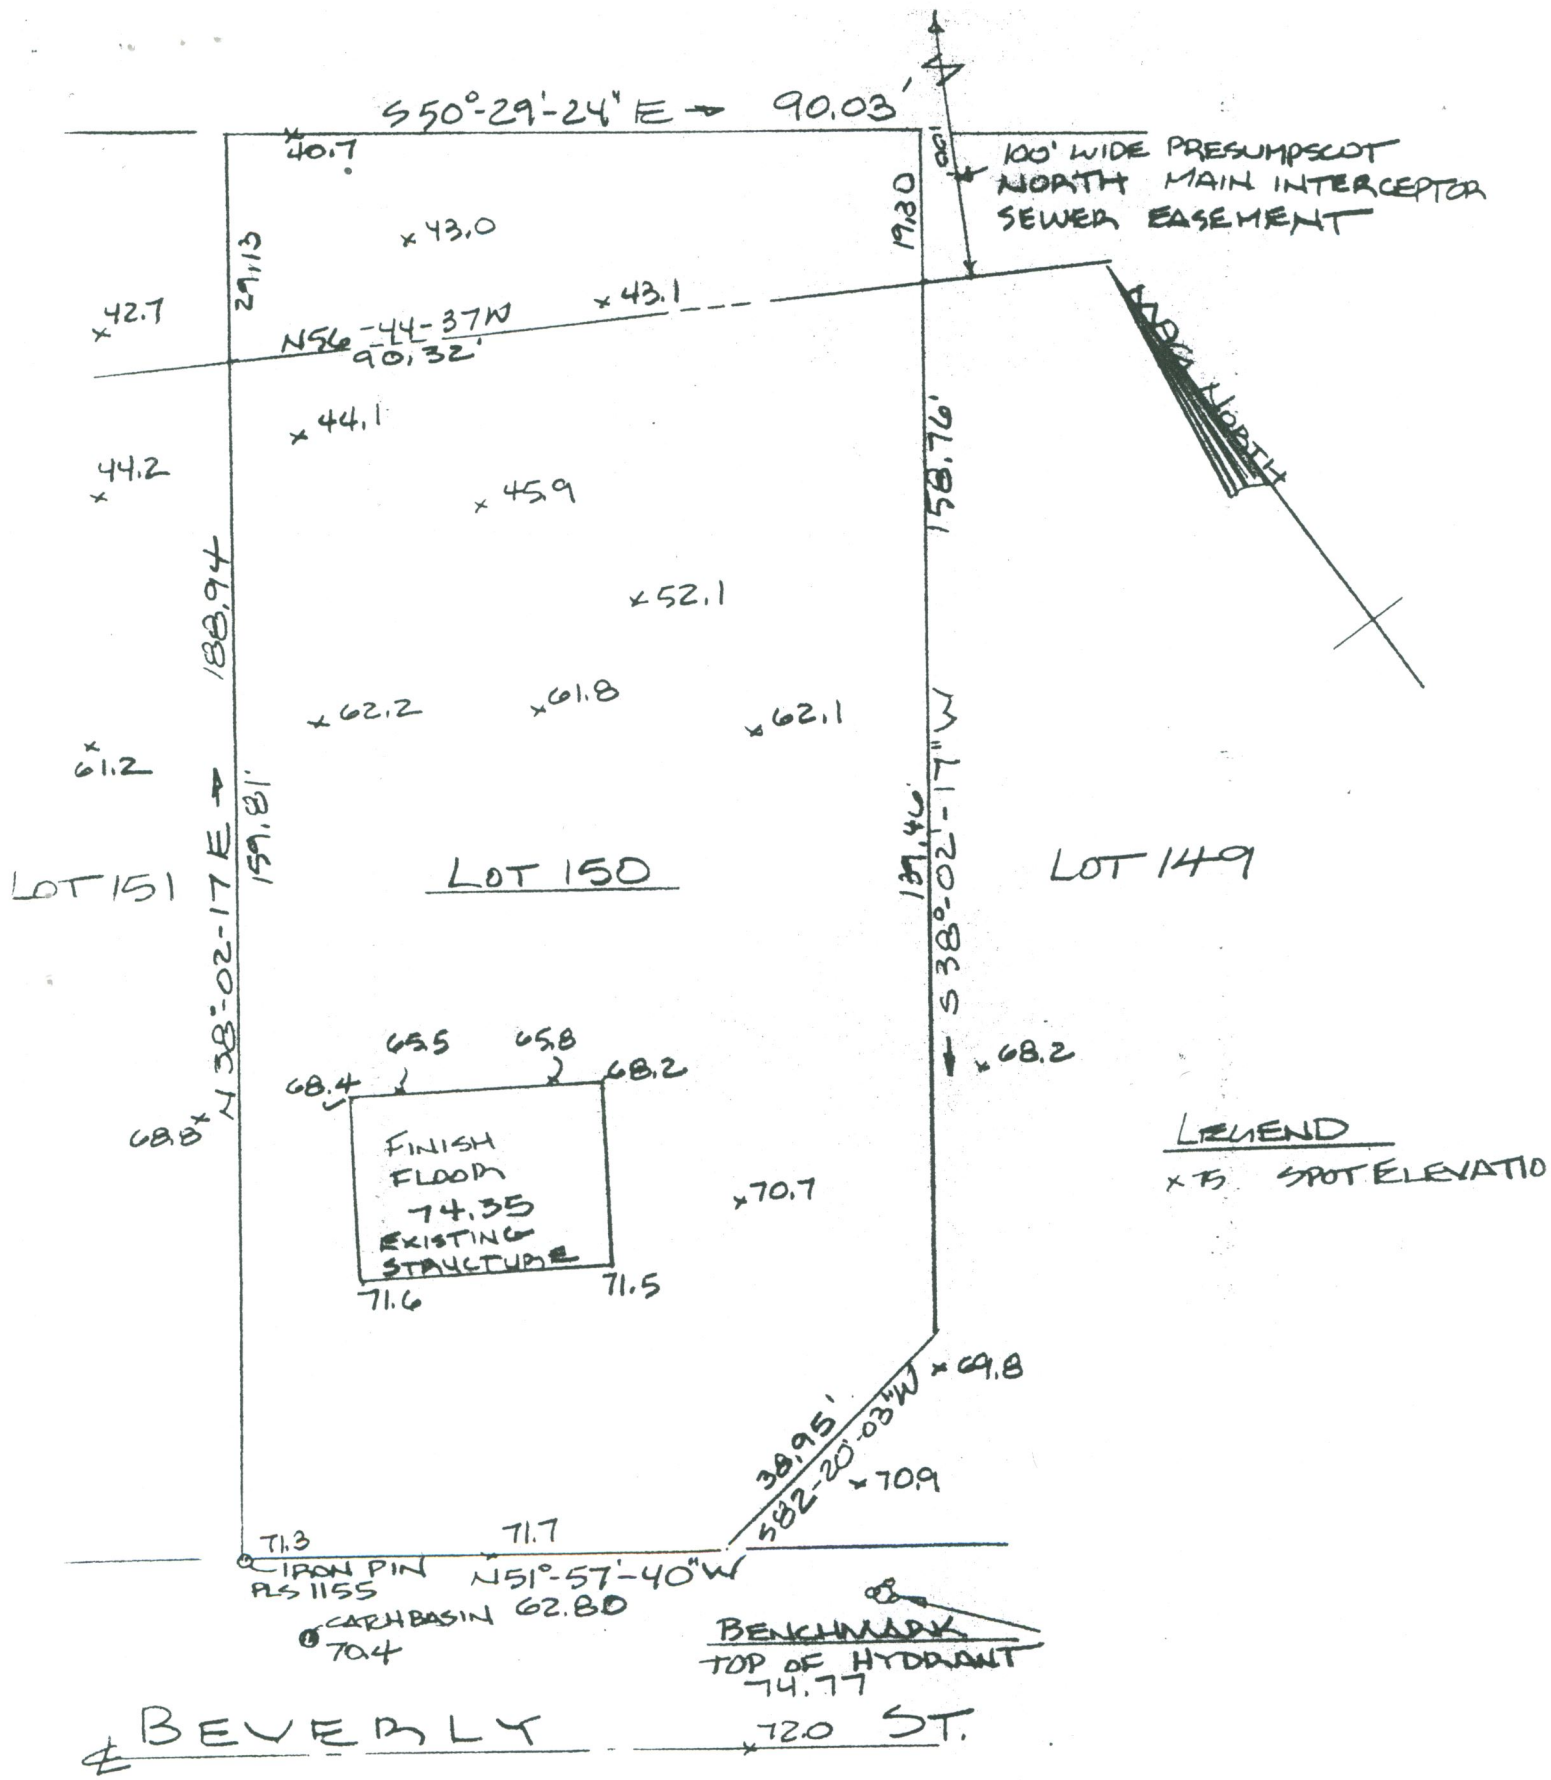 S50°-29'-24" E → 90.03'
40.7
100'
100' WIDE PRESUMPSCOT
NORTH MAIN INTERCEPTOR
SEWER EASEMENT
19.30
29.13
43.0
42.7
43.1
N56-44-37W
90.32'
NORTH
44.1
44.2
45.9
158.76'
188.94
52.1
62.2
61.8
62.1
61.2
N38°-02-17 E →
159.81'
139.46'
S 38°-02'-17" W
LOT 151
LOT 150
LOT 149
65.5
65.8
68.4
68.2
68.2
68.8
FINISH
FLOOR
74.35
EXISTING
STRUCTURE
70.7
LEGEND
x 75 SPOT ELEVATIO
71.6
71.5
69.8
38.95'
S82-20'-03"W
70.9
71.3
71.7
IRON PIN
PLS 1155
N51°-57'-40"W
62.80
CATCHBASIN
70.4
BENCHMARK
TOP OF HYDRANT
74.77
BEVERLY ST.
72.0